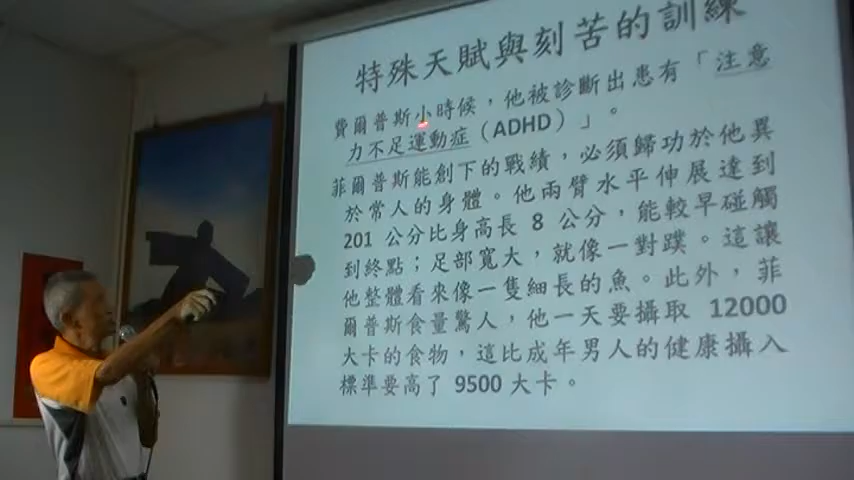 特殊天賦與刻苦的訓練
費爾普斯小時候，他被診斷出患有「注意
力不足運動症（ADHD）」。
菲爾普斯能創下的戰績，必須歸功於他異
於常人的身體。他兩臂水平伸展達到
201 公分比身高長 8 公分，能較早碰觸
到終點；足部寬大，就像一對蹼。這讓
他整體看來像一隻細長的魚。此外，菲
爾普斯食量驚人，他一天要攝取 12000
大卡的食物，這比成年男人的健康攝入
標準要高了 9500 大卡。